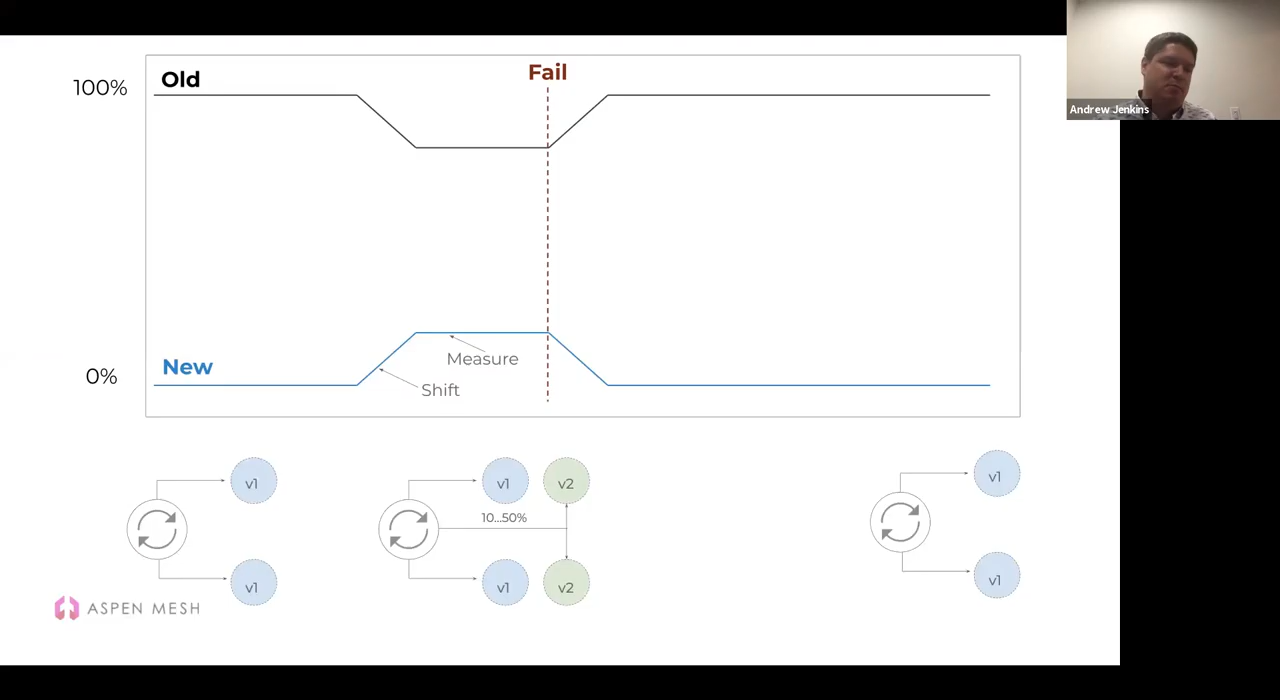 Old
Fail
100%
Andrew Jenkins
Measure
New
0%
Shift
v1
v1
v2
v1
10...50%
v1
v1
v2
v1
ASPEN MESH